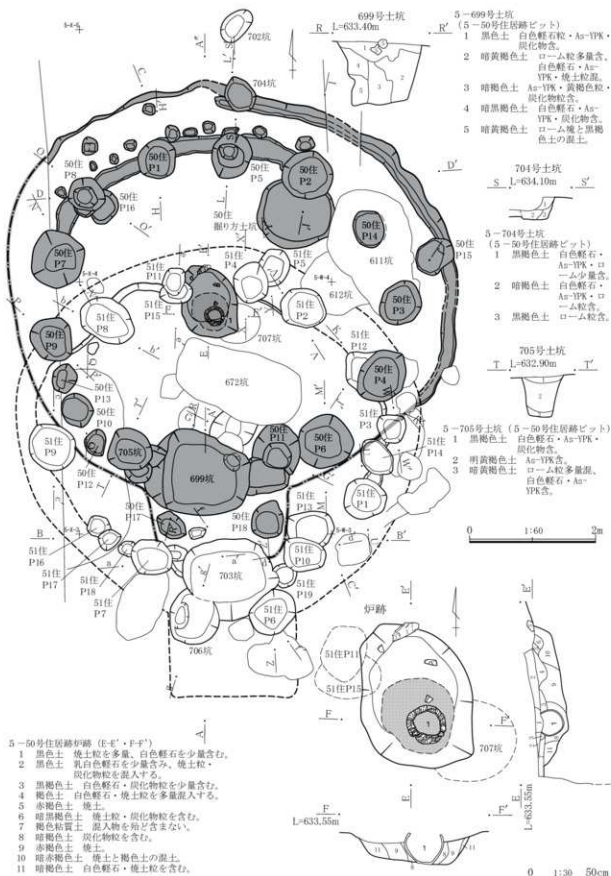 699号土坑
R L=633.40m R'
5-699号土坑
(5-50号住居跡ピット)
1 黒色土 白色軽石粒・As-YPK・
炭化物含。
2 暗黄褐色土 ローム粒多量含、
白色軽石・As-
YPK・焼土粒混。
3 暗褐色土 As-YPK・黄褐色粒・
炭化物粒含。
4 暗黒褐色土 白色軽石・As-
YPK・炭化物含。
5 暗黄褐色土 ローム塊と黒褐
色土の混土。
704号土坑
S L=634.10m S'
5-704号土坑
(5-50号住居跡ピット)
1 黒褐色土 白色軽石・
As-YPK・ロ
ーム少量含。
2 暗褐色土 白色軽石・
As-YPK・ロ
ーム粒含。
3 黒褐色土 ローム粒含。
705号土坑
T L=632.90m T'
5-705号土坑 (5-50号住居跡ピット)
1 黒褐色土 白色軽石・As-YPK・
炭化物含。
2 明黄褐色土 As-YPK含。
3 暗黄褐色土 ローム粒多量混、
白色軽石・As-
YPK含。
0 1:60 2m
702坑
704坑
50住
P8
50住
P1
50住
P5
50住
P2
50住
P16
50住
掘り方土坑
50住
P14
611坑
50住
P15
50住
P7
51住
P11
51住
P4
51住
P5
612坑
50住
P3
51住
P15
51住
P8
51住
P2
707坑
50住
P9
51住
P12
672坑
50住
P4
50住
P13
50住
P10
51住
P3
51住
P14
51住
P9
705坑
50住
P11
50住
P6
699坑
50住
P12
51住
P1
50住
P17
50住
P18
51住
P13
51住
P16
51住
P17
51住
P18
51住
P10
703坑
51住
P19
51住
P7
51住
P6
706坑
炉跡
51住P11
51住P15
707坑
F L=633.55m F'
E L=633.55m E'
0 1:30 50cm
5-50号住居跡炉跡 (E-E'・F-F')
1 黒色土 焼土粒を多量、白色軽石を少量含む。
2 黒色土 乳白色軽石を少量含み、焼土粒・
炭化物粒を混入する。
3 黒褐色土 白色軽石・炭化物粒を少量含む。
4 褐色土 白色軽石・焼土粒を多量混入する。
5 赤褐色土 焼土。
6 暗黒褐色土 焼土粒・炭化物粒を含む。
7 褐色粘質土 混入物を殆ど含まない。
8 暗褐色土 炭化物粒を含む。
9 赤褐色土 焼土。
10 暗赤褐色土 焼土と褐色土の混土。
11 暗褐色土 白色軽石・焼土粒を含む。